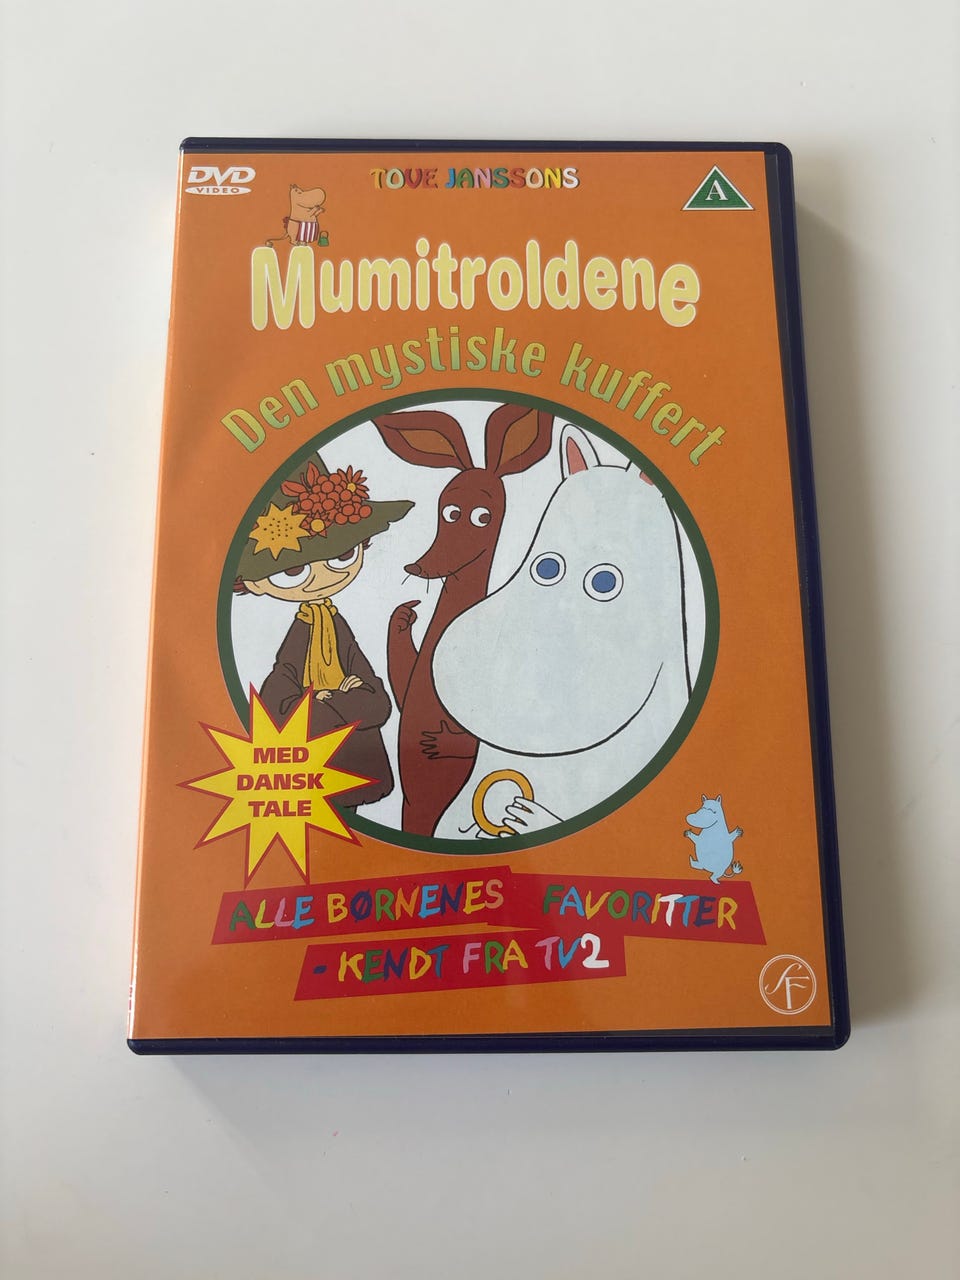 DVD
VIDEO
TOVE JANSSONS
A
Mumitroldene
Den mystiske kuffert
MED
DANSK
TALE
ALLE BØRNENES FAVORITTER
- KENDT FRA TV2
SF